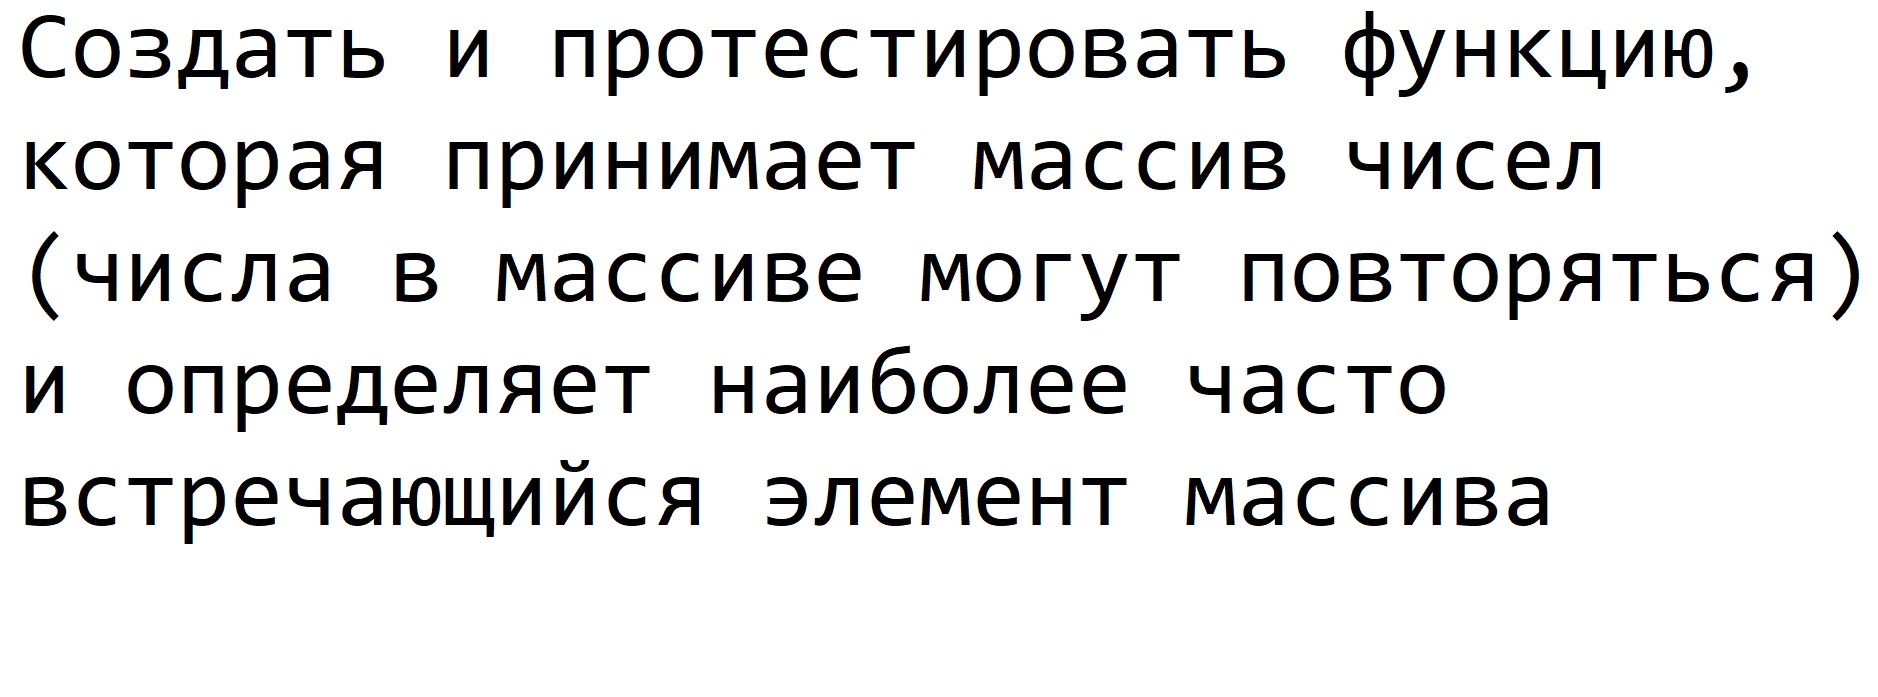 Создать и протестировать функцию,
которая принимает массив чисел
(числа в массиве могут повторяться)
и определяет наиболее часто
встречающийся элемент массива